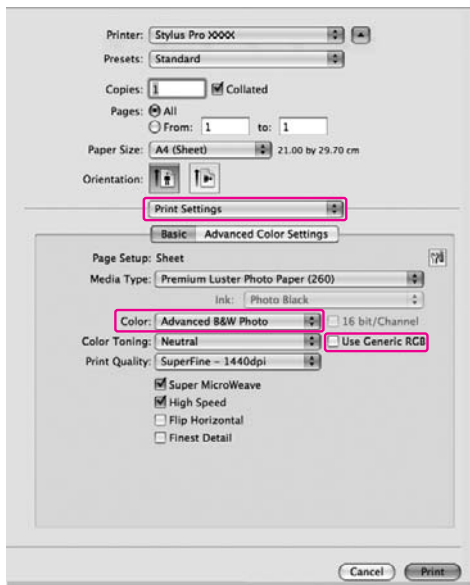 Printer: Stylus Pro XXXX
Presets: Standard
Copies: 1 Collated
Pages: All
From: 1 to: 1
Paper Size: A4 (Sheet) 21.00 by 29.70 cm
Orientation:
Print Settings
Basic Advanced Color Settings
Page Setup: Sheet
Media Type: Premium Luster Photo Paper (260)
Ink: Photo Black
Color: Advanced B&W Photo 16 bit/Channel
Color Toning: Neutral Use Generic RGB
Print Quality: SuperFine - 1440dpi
Super MicroWeave
High Speed
Flip Horizontal
Finest Detail
Cancel Print